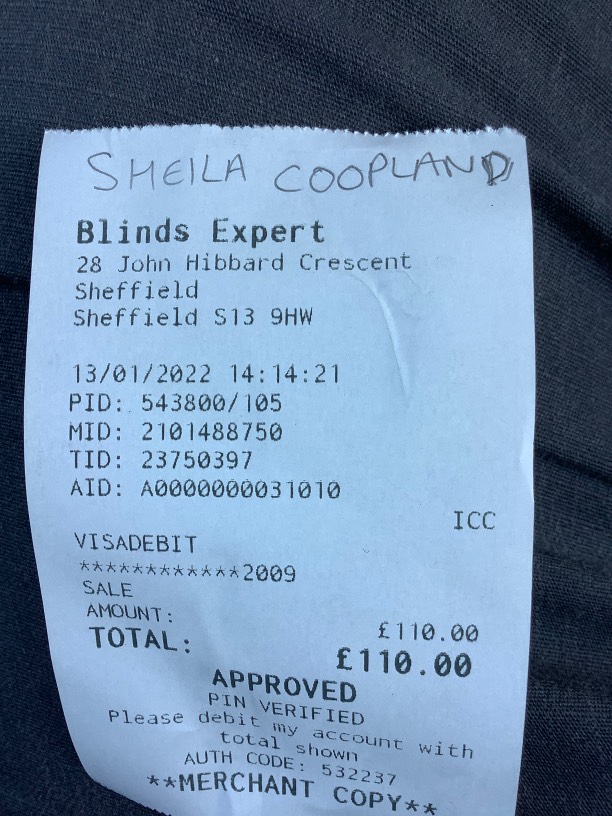 SHEILA COOPLAND
Blinds Expert
28 John Hibbard Crescent
Sheffield
Sheffield S13 9HW
13/01/2022 14:14:21
PID: 543800/105
MID: 2101488750
TID: 23750397
AID: A0000000031010
ICC
VISADEBIT
************2009
SALE
AMOUNT: £110.00
TOTAL: £110.00
APPROVED
PIN VERIFIED
Please debit my account with
total shown
AUTH CODE: 532237
**MERCHANT COPY**